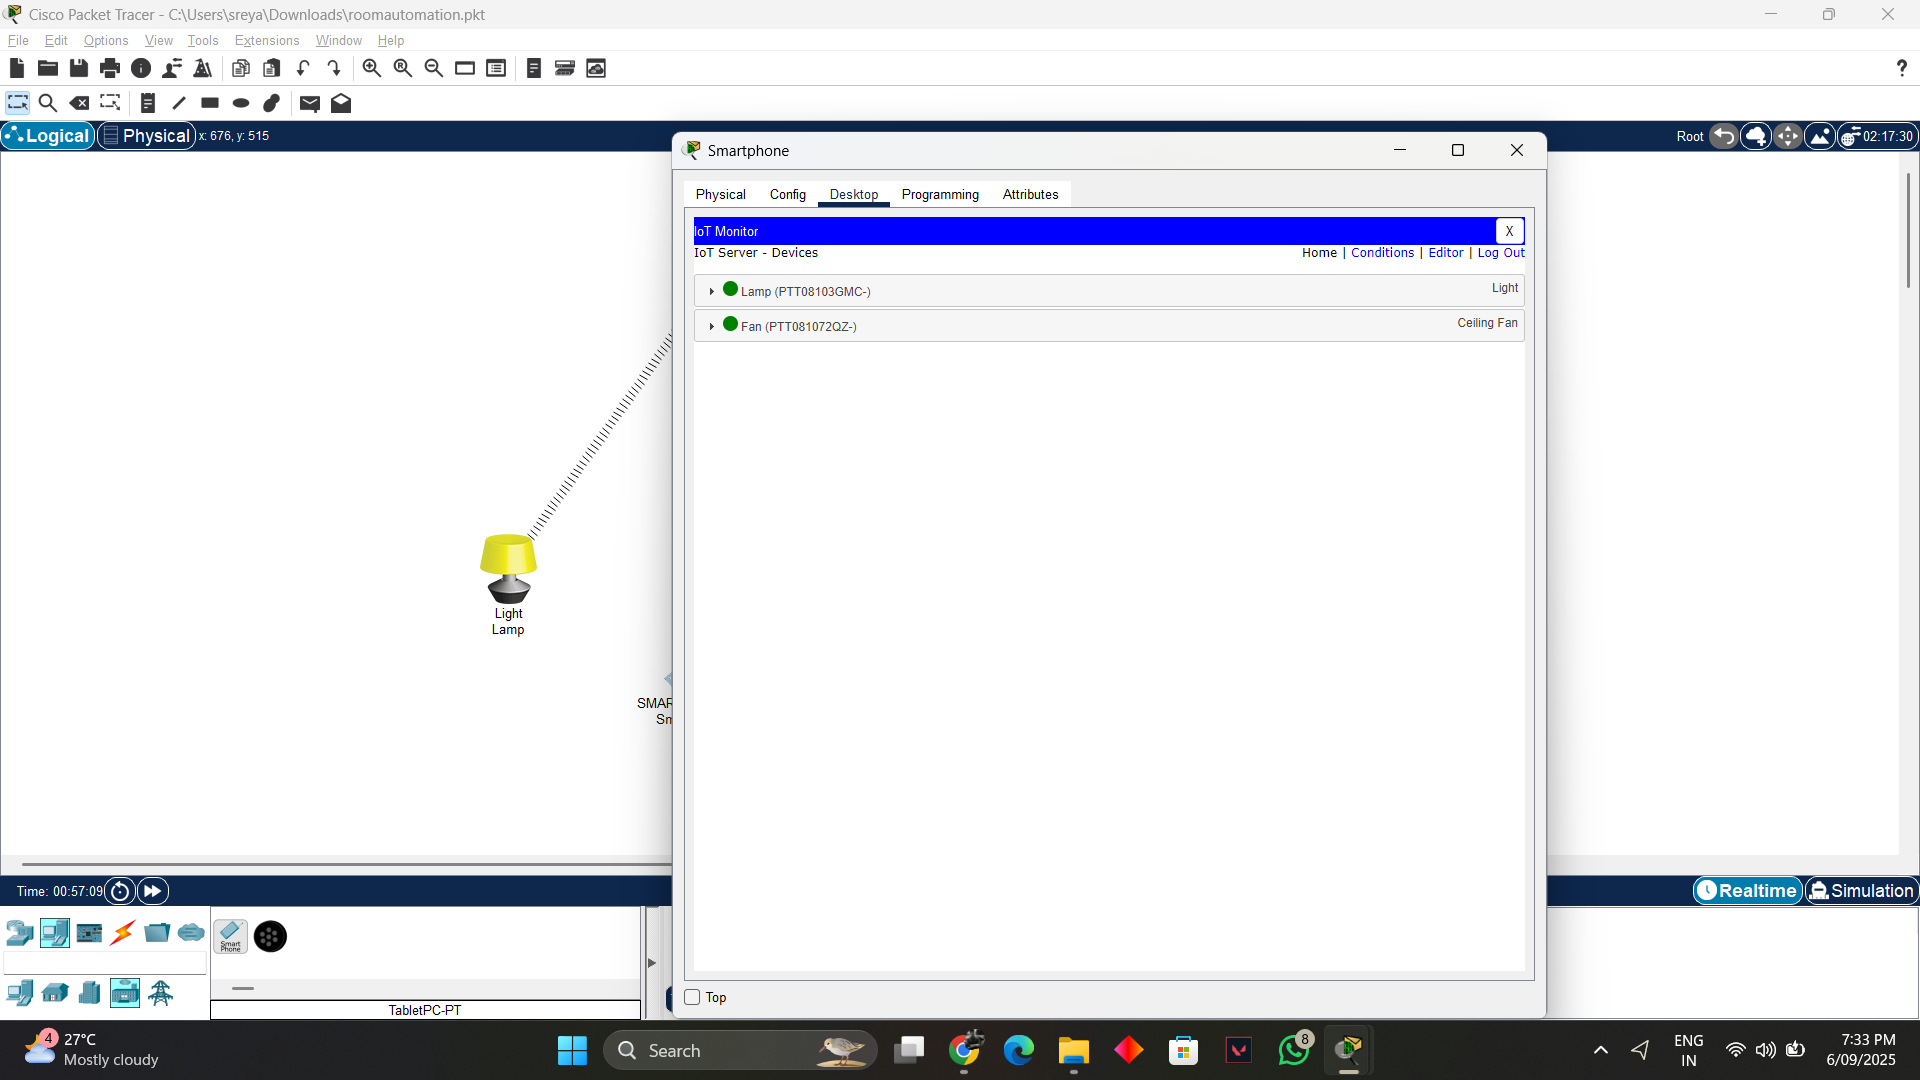 Cisco Packet Tracer - C:\Users\sreya\Downloads\roomautomation.pkt
File Edit Options View Tools Extensions Window Help
?
Logical Physical x: 676, y: 515 Root 02:17:30
Smartphone
Physical Config Desktop Programming Attributes
IoT Monitor X
IoT Server - Devices Home | Conditions | Editor | Log Out
Lamp (PTT08103GMC-) Light
Fan (PTT081072QZ-) Ceiling Fan
Light
Lamp
SMAR
Sm
Top
Time: 00:57:09 Realtime Simulation
Smart
Phone
TabletPC-PT
4 27°C
Mostly cloudy
Search
8
ENG
IN
7:33 PM
6/09/2025